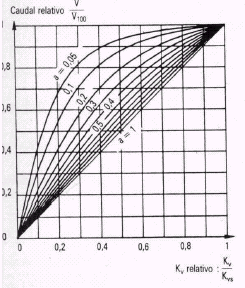 Caudal relativo V/V100
1
0,8
0,6
0,4
0,2
0
a = 0,05
0,1
0,2
0,3
0,4
0,5
a = 1
0 0,2 0,4 0,6 0,8 1
Kv relativo : Kv/Kvs